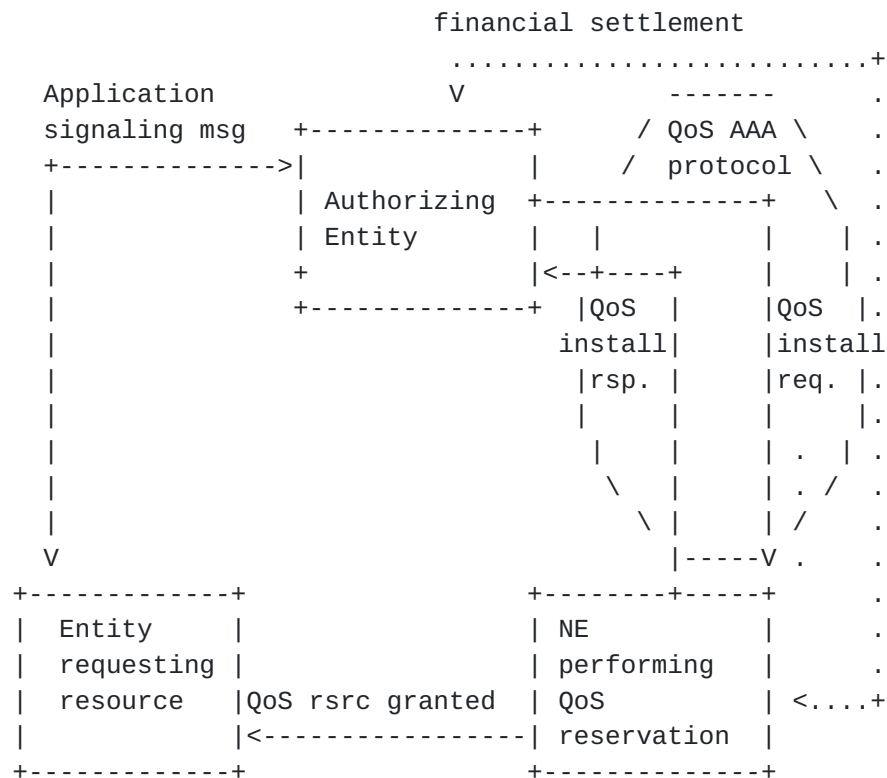 financial settlement
...........................+
Application                V             -------      .
signaling msg   +--------------+      / QoS AAA \    .
+-------------->|              |     /  protocol \   .
|               | Authorizing  +--------------+   \  .
|               | Entity       |   |          |    | .
|               +              |<--+----+     |    | .
|               +--------------+  |QoS  |     |QoS  |.
|                                install|     |install
|                                 |rsp. |     |req. |.
|                                 |     |     |     |.
|                                  |    |     | .  | .
|                                   \   |     | . /  .
|                                     \ |     | /    .
V                                       |-----V .    .
+-------------+                  +--------+-----+      .
|  Entity     |                  | NE           |      .
|  requesting |                  | performing   |      .
|  resource   |QoS rsrc granted  | QoS          | <....+
|             |<-----------------| reservation  |
+-------------+                  +--------------+